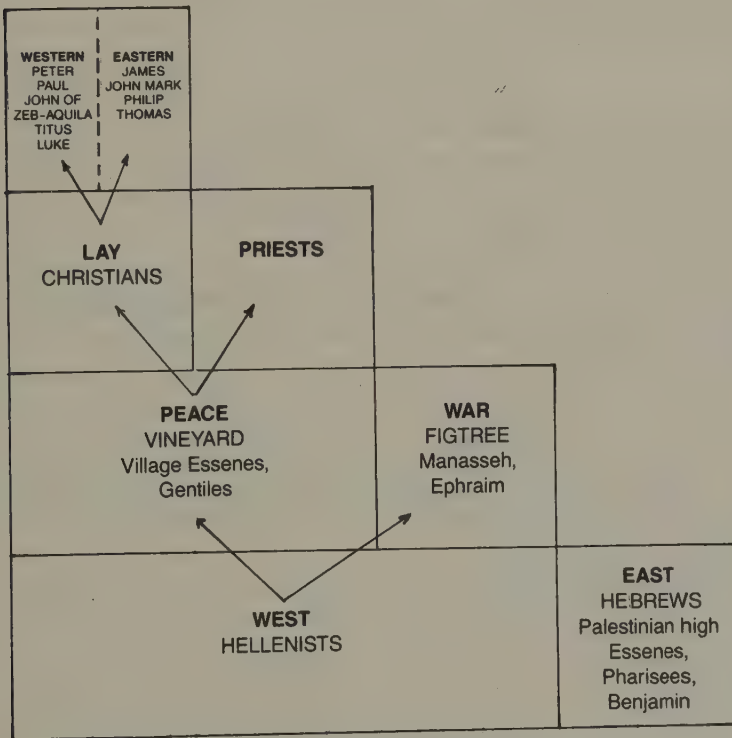 WESTERN
PETER
PAUL
JOHN OF
ZEB-AQUILA
TITUS
LUKE
EASTERN
JAMES
JOHN MARK
PHILIP
THOMAS
LAY
CHRISTIANS
PRIESTS
PEACE
VINEYARD
Village Essenes,
Gentiles
WAR
FIGTREE
Manasseh,
Ephraim
WEST
HELLENISTS
EAST
HEBREWS
Palestinian high
Essenes,
Pharisees,
Benjamin